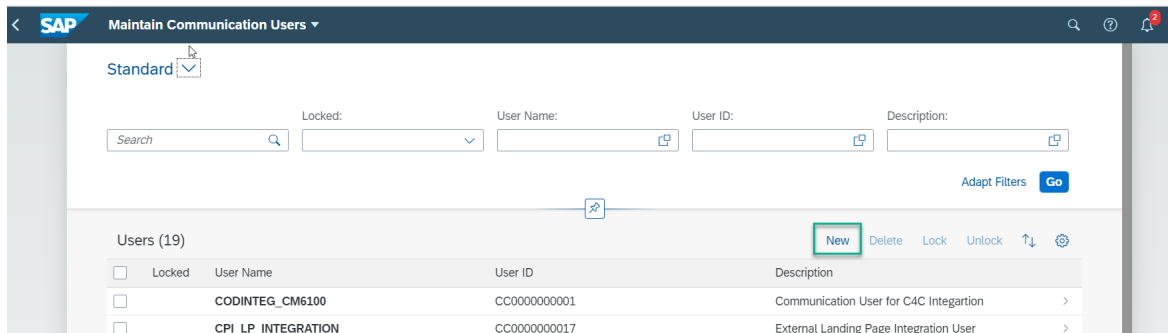 SAP Maintain Communication Users
2
Standard
Locked: User Name: User ID: Description:
Search
Adapt Filters Go
Users (19) New Delete Lock Unlock
Locked User Name User ID Description
CODINTEG_CM6100 CC0000000001 Communication User for C4C Integartion
CPI_LP_INTEGRATION CC0000000017 External Landing Page Integration User